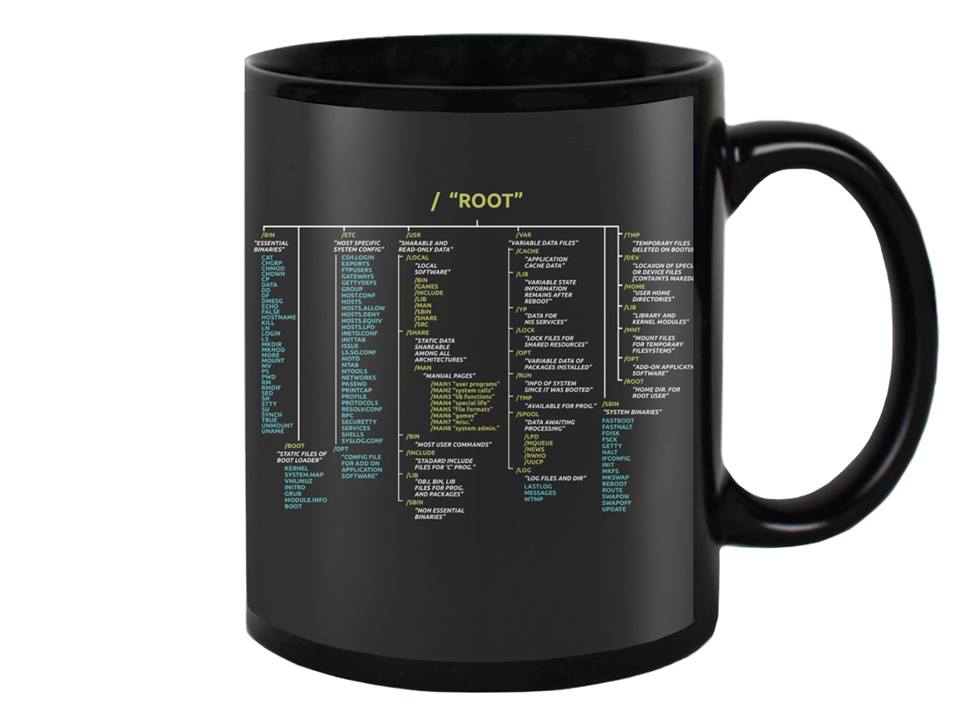 / "ROOT"
/BIN
"ESSENTIAL
BINARIES"
CAT
CHGRP
CHMOD
CHOWN
CP
DATA
DD
DF
DMESG
ECHO
FALSE
HOSTNAME
KILL
LN
LOGIN
LS
MKDIR
MKNOD
MORE
MOUNT
MV
PS
PWD
RM
RMDIF
SED
SH
STTY
SU
SYNCH
TRUE
UNMOUNT
UNAME
/BOOT
"STATIC FILES OF
BOOT LOADER"
KERNEL
SYSTEM.MAP
VMLINUZ
INITRD
GRUB
MODULE.INFO
BOOT
/ETC
"HOST SPECIFIC
SYSTEM CONFIG"
CSH.LOGIN
EXPORTS
FTPUSERS
GATEWAYS
GETTYDEFS
GROUP
HOST.CONF
HOSTS
HOSTS.ALLOW
HOSTS.DENY
HOSTS.EQUIV
HOSTS.LPD
INETD.CONF
INITTAB
ISSUE
LS.SO.CONF
MOTD
MTAB
MTOOLS
NETWORKS
PASSWD
PRINTCAP
PROFILE
PROTOCOLS
RESOLV.CONF
RPC
SECURETTY
SERVICES
SHELLS
SYSLOG.CONF
/OPT
"CONFIG FILE
FOR ADD ON
APPLICATION
SOFTWARE"
/USR
"SHARABLE AND
READ-ONLY DATA"
/LOCAL
"LOCAL
SOFTWARE"
/BIN
/GAMES
/INCLUDE
/LIB
/MAN
/SBIN
/SHARE
/SRC
/SHARE
"STATIC DATA
SHAREABLE
AMONG ALL
ARCHITECTURES"
/MAN
"MANUAL PAGES"
/MAN1 "user programs"
/MAN2 "system calls"
/MAN3 "lib functions"
/MAN4 "special life"
/MAN5 "file formats"
/MAN6 "games"
/MAN7 "misc."
/MAN8 "system admin."
/BIN
"MOST USER COMMANDS"
/INCLUDE
"STADARD INCLUDE
FILES FOR 'C' PROG."
/LIB
"OBJ, BIN, LIB
FILES FOR PROG.
AND PACKAGES"
/SBIN
"NON ESSENTIAL
BINARIES"
/VAR
"VARIABLE DATA FILES"
/CACHE
"APPLICATION
CACHE DATA"
/LIB
"VARIABLE STATE
INFORMATION
REMAINS AFTER
REBOOT"
/YP
"DATA FOR
NIS SERVICES"
/LOCK
"LOCK FILES FOR
SHARED RESOURCES"
/OPT
"VARIABLE DATA OF
PACKAGES INSTALLED"
/RUN
"INFO OF SYSTEM
SINCE IT WAS BOOTED"
/TMP
"AVAILABLE FOR PROG."
/SPOOL
"DATA AWAITING
PROCESSING"
/LPD
/MQUEUE
/NEWS
/RWHO
/UUCP
/LOG
"LOG FILES AND DIR"
LASTLOG
MESSAGES
WTMP
/TMP
"TEMPORARY FILES
DELETED ON BOOTU
/DEV
"LOCATION OF SPECI
OR DEVICE FILES
[CONTAINTS MAKED
/HOME
"USER HOME
DIRECTORIES"
/LIB
"LIBRARY AND
KERNEL MODULES"
/MNT
"MOUNT FILES
FOR TEMPORARY
FILESYSTEMS"
/OPT
"ADD-ON APPLICATI
SOFTWARE"
/ROOT
"HOME DIR. FOR
ROOT USER"
/SBIN
"SYSTEM BINARIES"
FASTBOOT
FASTHALT
FDISK
FSCK
GETTY
HALT
IFCONFIG
INIT
MKFS
MKSWAP
REBOOT
ROUTE
SWAPON
SWAPOFF
UPDATE